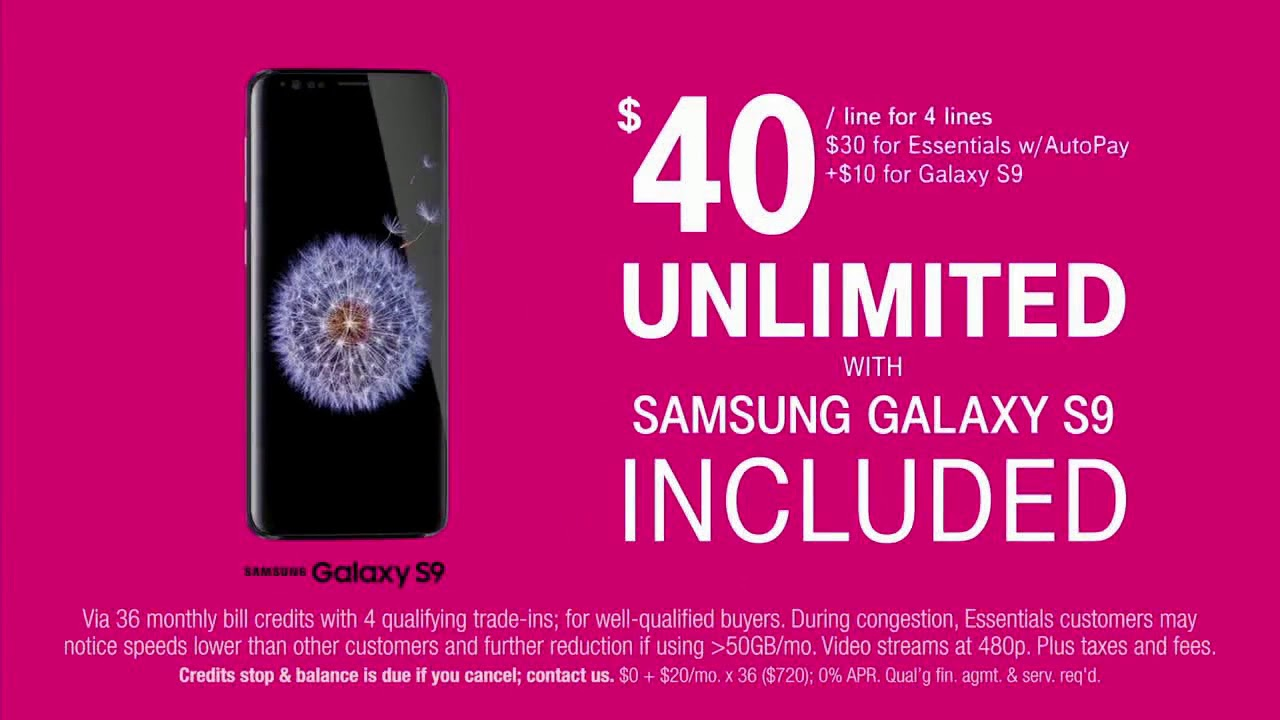 $40 / line for 4 lines
$30 for Essentials w/AutoPay
+$10 for Galaxy S9
UNLIMITED
WITH
SAMSUNG GALAXY S9
INCLUDED
SAMSUNG Galaxy S9
Via 36 monthly bill credits with 4 qualifying trade-ins; for well-qualified buyers. During congestion, Essentials customers may
notice speeds lower than other customers and further reduction if using >50GB/mo. Video streams at 480p. Plus taxes and fees.
Credits stop & balance is due if you cancel; contact us. $0 + $20/mo. x 36 ($720); 0% APR. Qual'g fin. agmt. & serv. req'd.